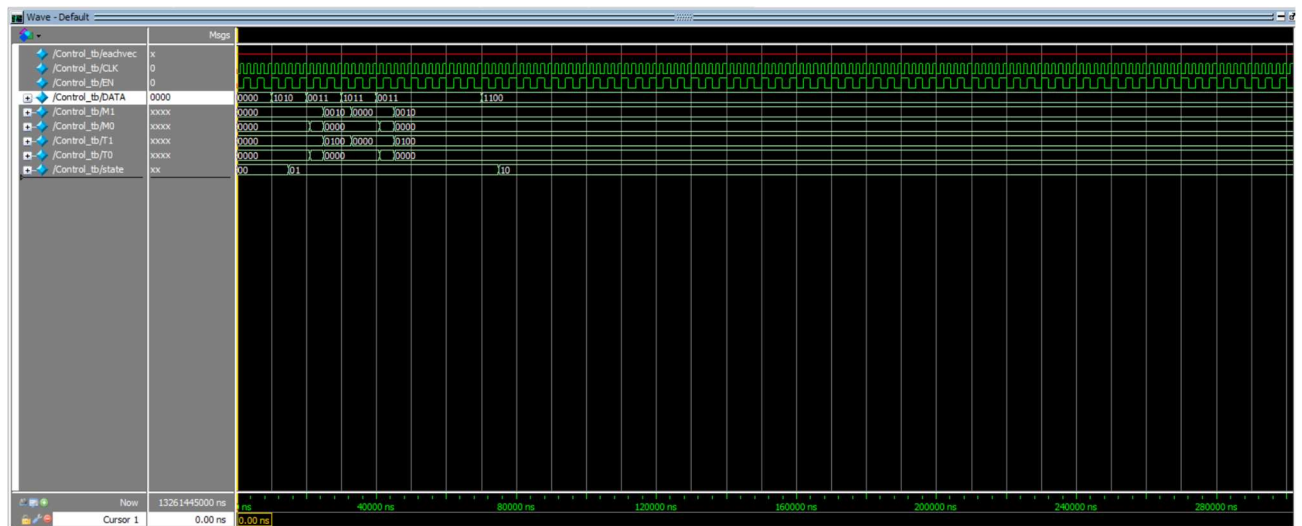 Wave - Default
Msgs
/Control_tb/eachvec x
/Control_tb/CLK 0
/Control_tb/EN 0
/Control_tb/DATA 0000 0000 1010 0011 1011 0011 1100
/Control_tb/M1 xxxx 0000 0010 0000 0010
/Control_tb/M0 xxxx 0000 0000 0000
/Control_tb/T1 xxxx 0000 0100 0000 0100
/Control_tb/T0 xxxx 0000 0000 0000
/Control_tb/state xx 00 01 10
Now 13261445000 ns ns 40000 ns 80000 ns 120000 ns 160000 ns 200000 ns 240000 ns 280000 ns
Cursor 1 0.00 ns 0.00 ns